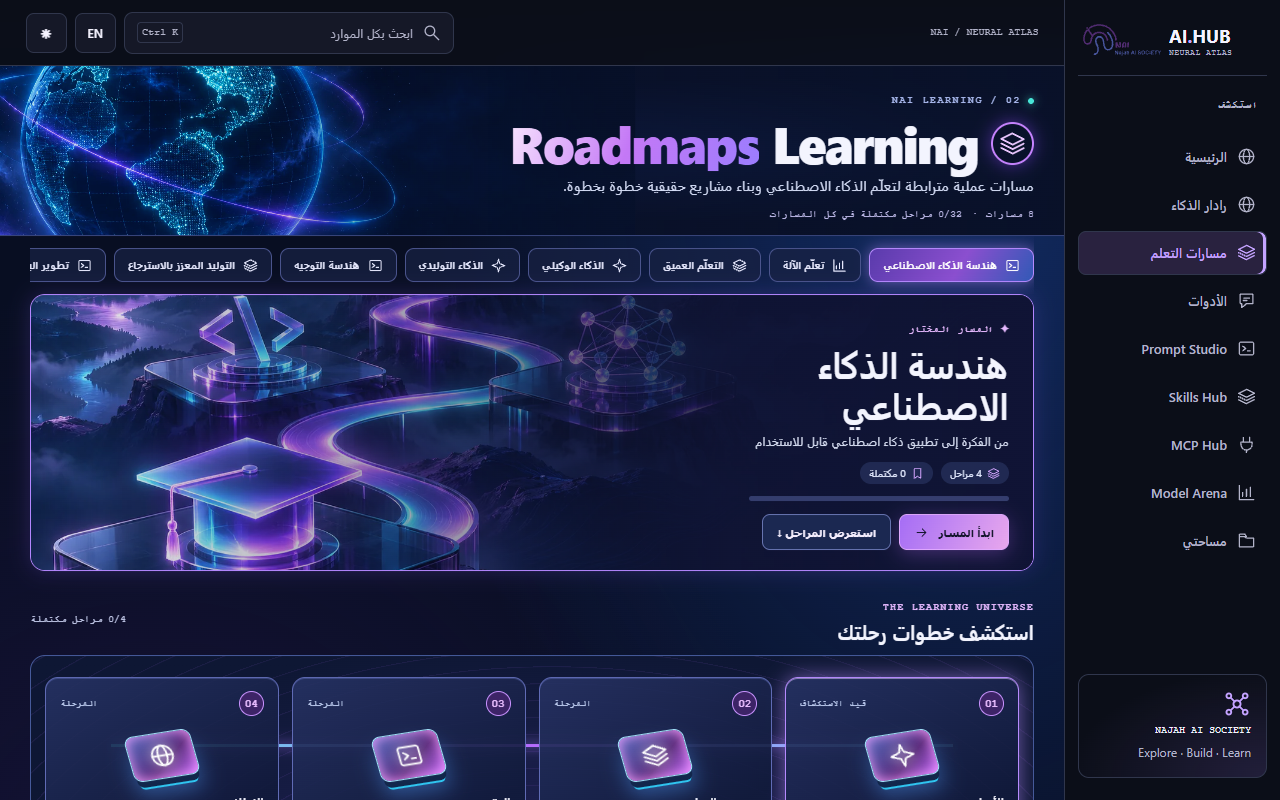 AI.HUB
NEURAL ATLAS
NAJAH AI SOCIETY
استكشف
الرئيسية
رادار الذكاء
مسارات التعلم
الأدوات
Prompt Studio
Skills Hub
MCP Hub
Model Arena
مساحتي
NAJAH AI SOCIETY
Explore · Build · Learn
NAI / NEURAL ATLAS
ابحث بكل الموارد
Ctrl K
EN
NAI LEARNING / 02
Roadmaps Learning
مسارات عملية مترابطة لتعلّم الذكاء الاصطناعي وبناء مشاريع حقيقية خطوة بخطوة.
8 مسارات · 0/32 مراحل مكتملة في كل المسارات
هندسة الذكاء الاصطناعي
تعلّم الآلة
التعلّم العميق
الذكاء الوكيلي
الذكاء التوليدي
هندسة التوجيه
التوليد المعزز بالاسترجاع
تطوير
المسار المختار
هندسة الذكاء
الاصطناعي
من الفكرة إلى تطبيق ذكاء اصطناعي قابل للاستخدام
4 مراحل
0 مكتملة
ابدأ المسار →
استعرض المراحل ↓
THE LEARNING UNIVERSE
استكشف خطوات رحلتك
0/4 مراحل مكتملة
01
قيد الاستكشاف
02
المرحلة
03
المرحلة
04
المرحلة